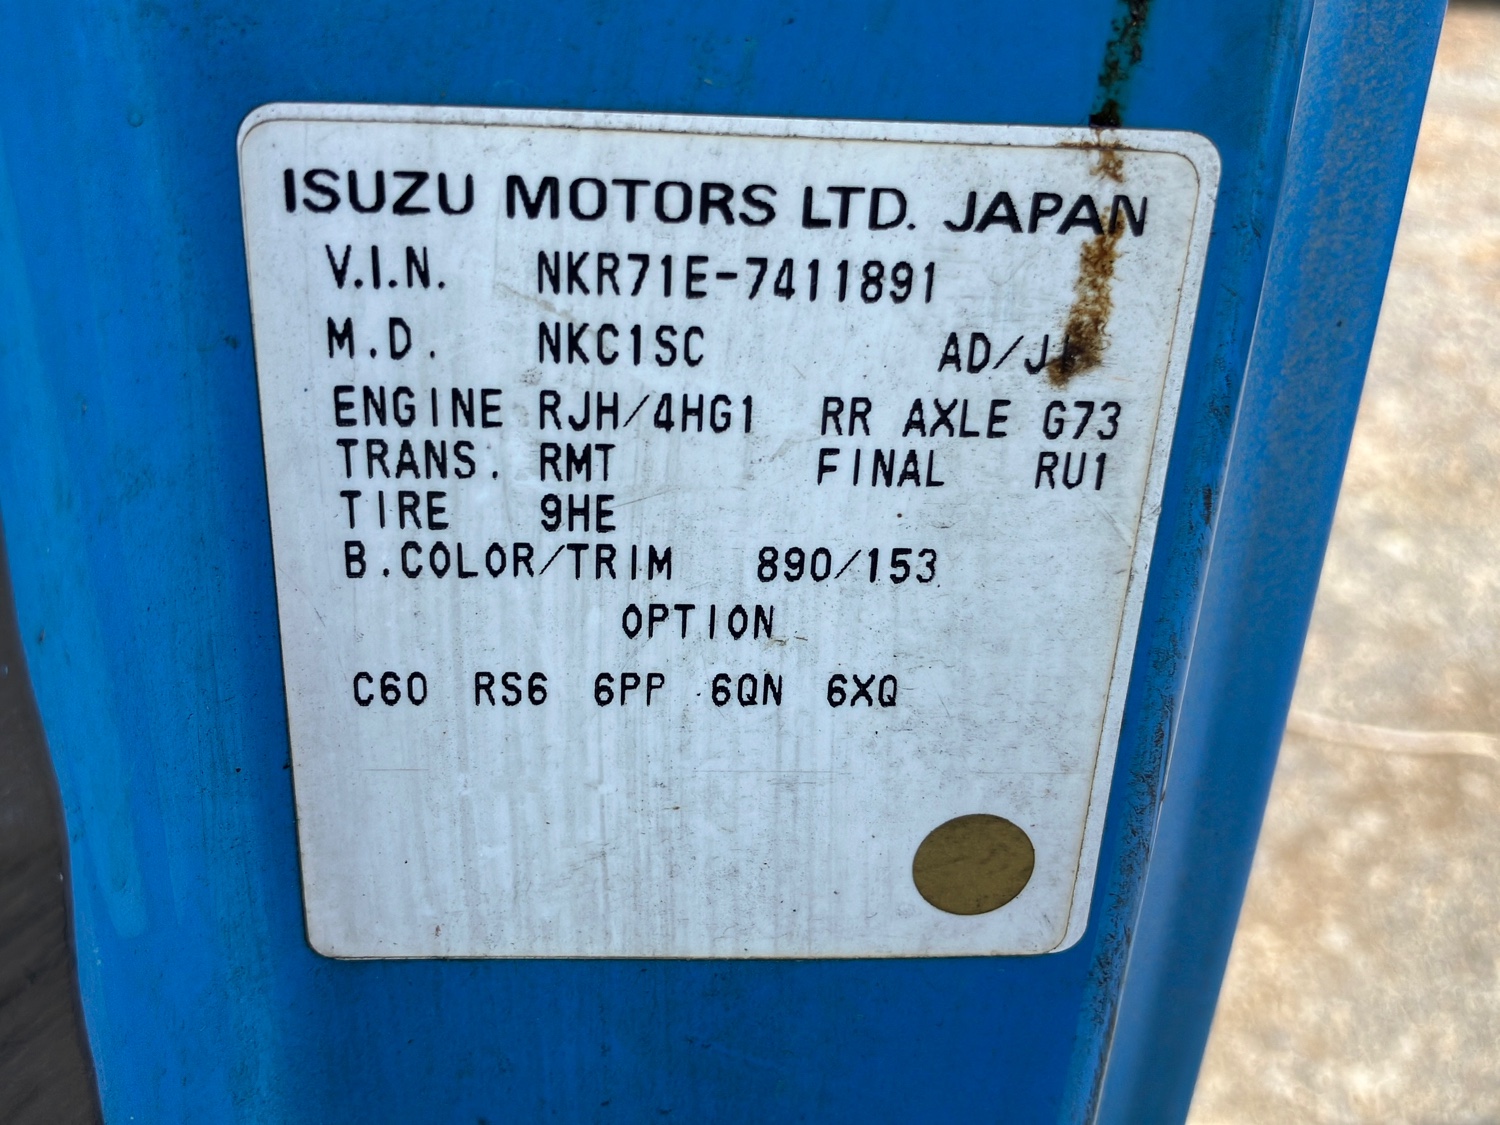 ISUZU MOTORS LTD. JAPAN
V.I.N. NKR71E-7411891
M.D. NKC1SC
ENGINE RJH/4HG1 RR AXLE G73
TRANS. RMT FINAL RU1
TIRE 9HE
B.COLOR/TRIM 890/153
OPTION
C60 RS6 6PP 6QN 6XQ